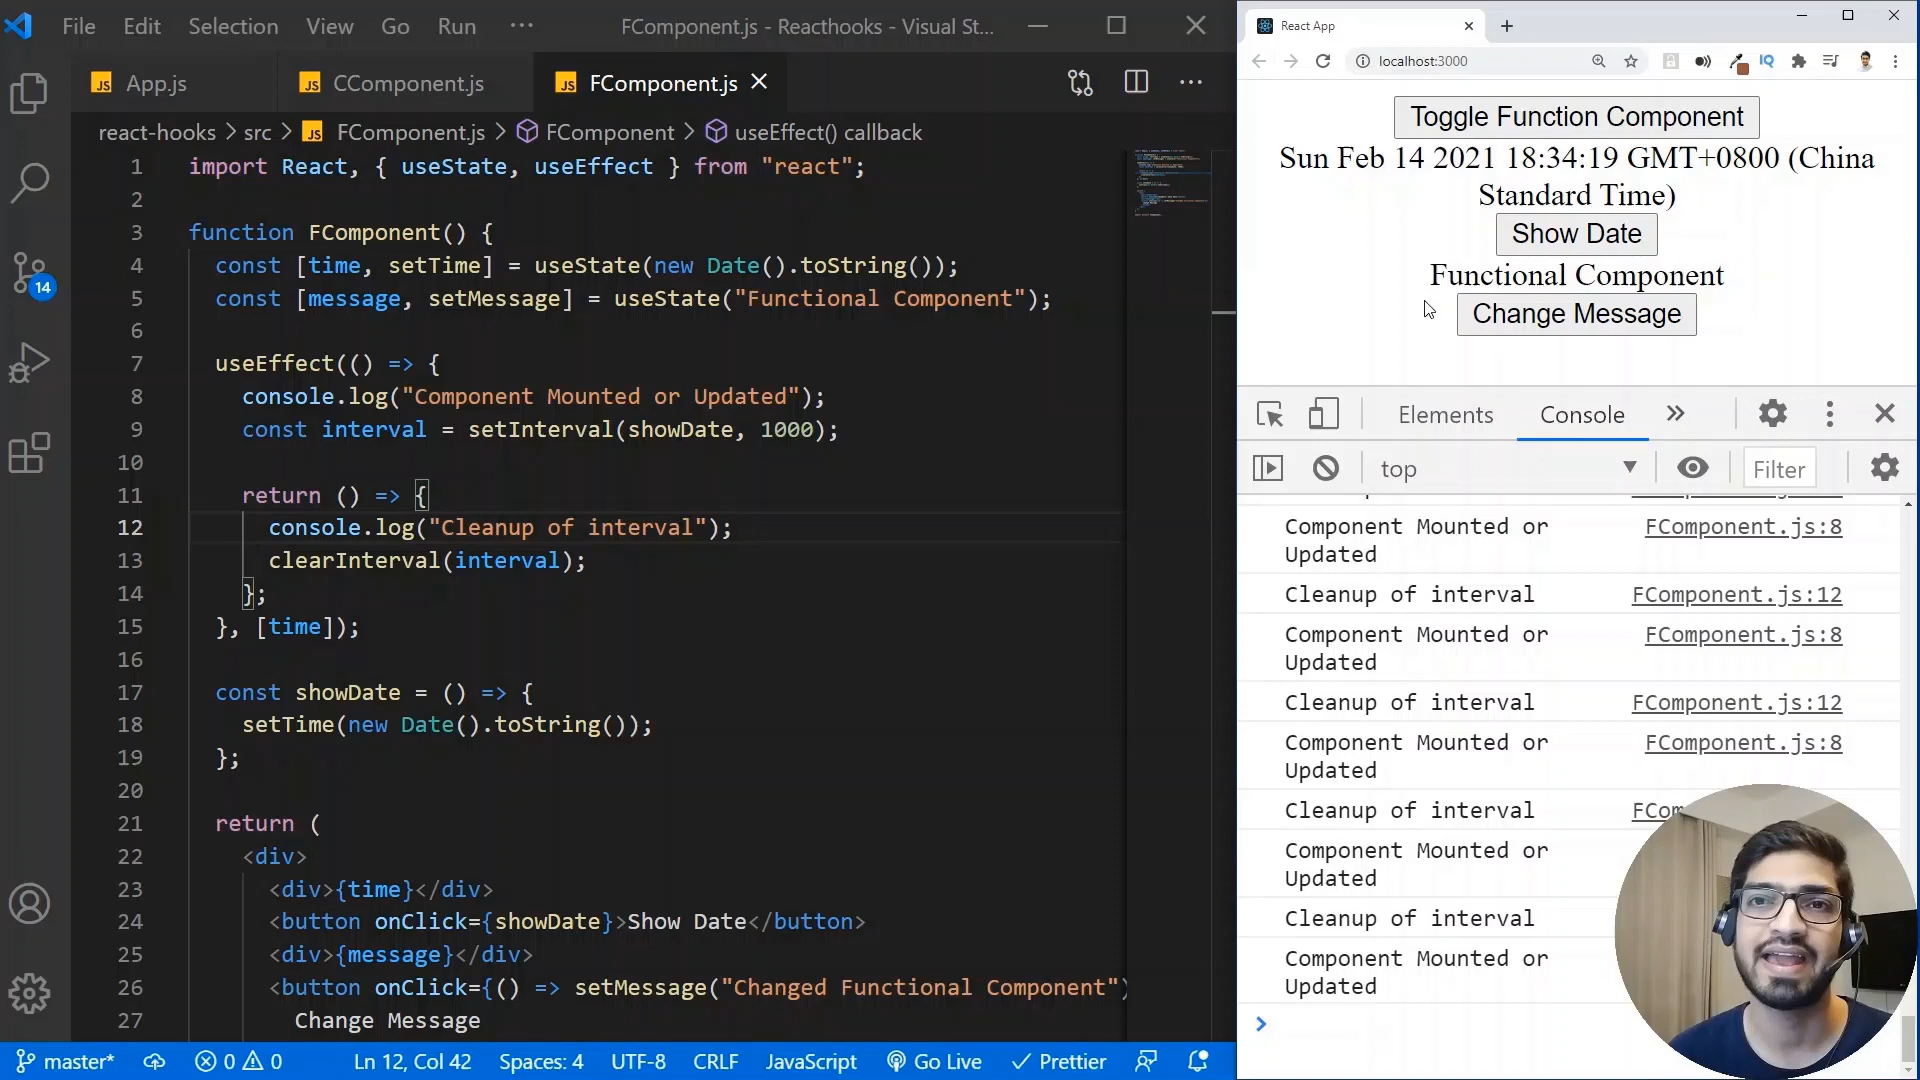 File Edit Selection View Go Run ··· FComponent.js - Reacthooks - Visual St...
JS App.js
JS CComponent.js
JS FComponent.js
react-hooks > src > JS FComponent.js > FComponent > useEffect() callback
1 import React, { useState, useEffect } from "react";
2
3 function FComponent() {
4 const [time, setTime] = useState(new Date().toString());
5 const [message, setMessage] = useState("Functional Component");
6
7 useEffect(() => {
8 console.log("Component Mounted or Updated");
9 const interval = setInterval(showDate, 1000);
10
11 return () => {
12 console.log("Cleanup of interval");
13 clearInterval(interval);
14 };
15 }, [time]);
16
17 const showDate = () => {
18 setTime(new Date().toString());
19 };
20
21 return (
22 <div>
23 <div>{time}</div>
24 <button onClick={showDate}>Show Date</button>
25 <div>{message}</div>
26 <button onClick={() => setMessage("Changed Functional Component")
27 Change Message
14
master* 0 0 Ln 12, Col 42 Spaces: 4 UTF-8 CRLF JavaScript Go Live Prettier
React App
localhost:3000
IQ
Toggle Function Component
Sun Feb 14 2021 18:34:19 GMT+0800 (China
Standard Time)
Show Date
Functional Component
Change Message
Elements Console
top Filter
Component Mounted or FComponent.js:8
Updated
Cleanup of interval FComponent.js:12
Component Mounted or FComponent.js:8
Updated
Cleanup of interval FComponent.js:12
Component Mounted or FComponent.js:8
Updated
Cleanup of interval
Component Mounted or
Updated
Cleanup of interval
Component Mounted or
Updated